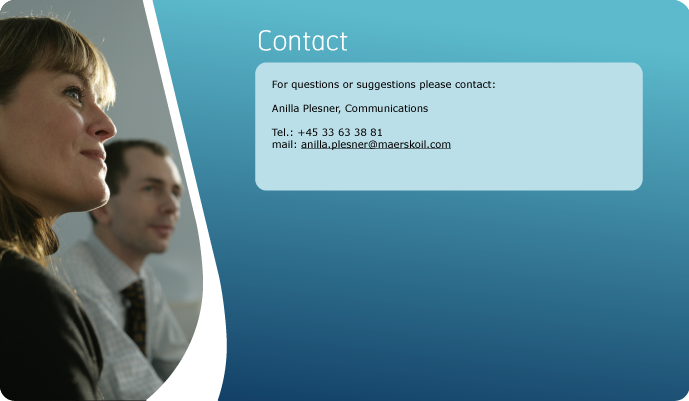 Contact
For questions or suggestions please contact:
Anilla Plesner, Communications
Tel.: +45 33 63 38 81
mail: anilla.plesner@maerskoil.com